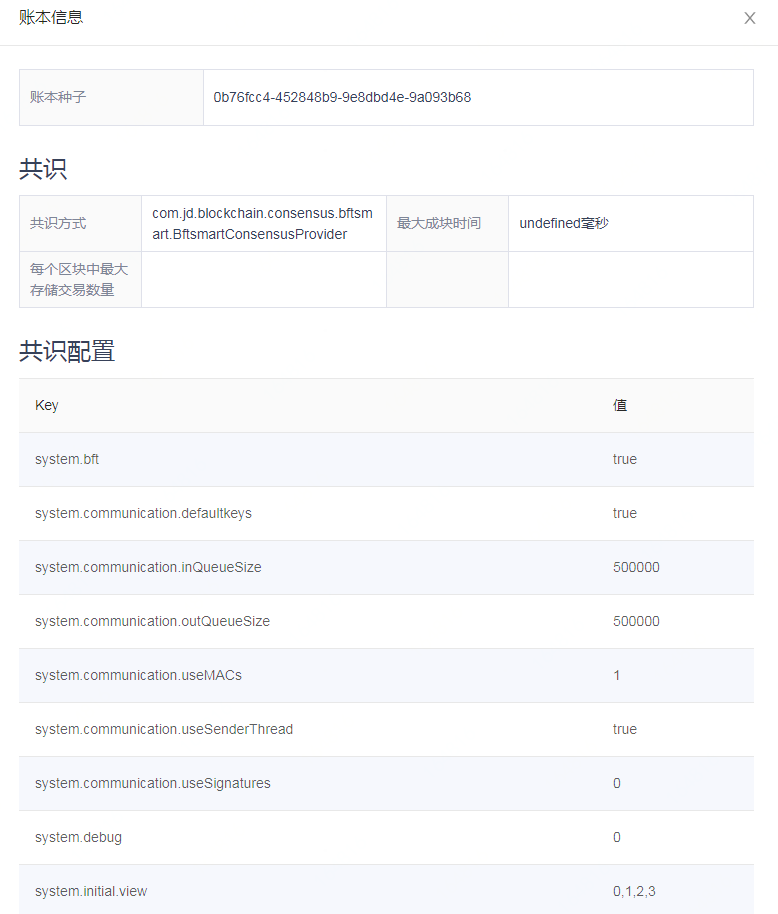 账本信息
账本种子 0b76fcc4-452848b9-9e8dbd4e-9a093b68
共识
共识方式 com.jd.blockchain.consensus.bftsm
art.BftsmartConsensusProvider 最大成块时间 undefined毫秒
每个区块中最大
存储交易数量
共识配置
Key 值
system.bft true
system.communication.defaultkeys true
system.communication.inQueueSize 500000
system.communication.outQueueSize 500000
system.communication.useMACs 1
system.communication.useSenderThread true
system.communication.useSignatures 0
system.debug 0
system.initial.view 0,1,2,3